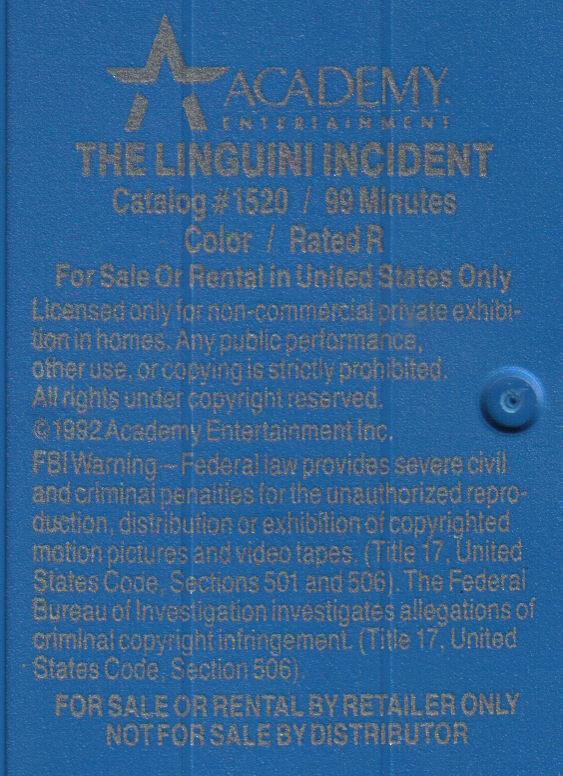 ACADEMY
ENTERTAINMENT
THE LINGUINI INCIDENT
Catalog #1520 / 99 Minutes
Color / Rated R
For Sale Or Rental in United States Only
Licensed only for non-commercial private exhibi-
tion in homes. Any public performance,
other use, or copying is strictly prohibited.
All rights under copyright reserved.
©1992 Academy Entertainment Inc.
FBI Warning – Federal law provides severe civil
and criminal penalties for the unauthorized repro-
duction, distribution or exhibition of copyrighted
motion pictures and video tapes. (Title 17, United
States Code, Sections 501 and 506). The Federal
Bureau of Investigation investigates allegations of
criminal copyright infringement. (Title 17, United
States Code, Section 506).
FOR SALE OR RENTAL BY RETAILER ONLY
NOT FOR SALE BY DISTRIBUTOR